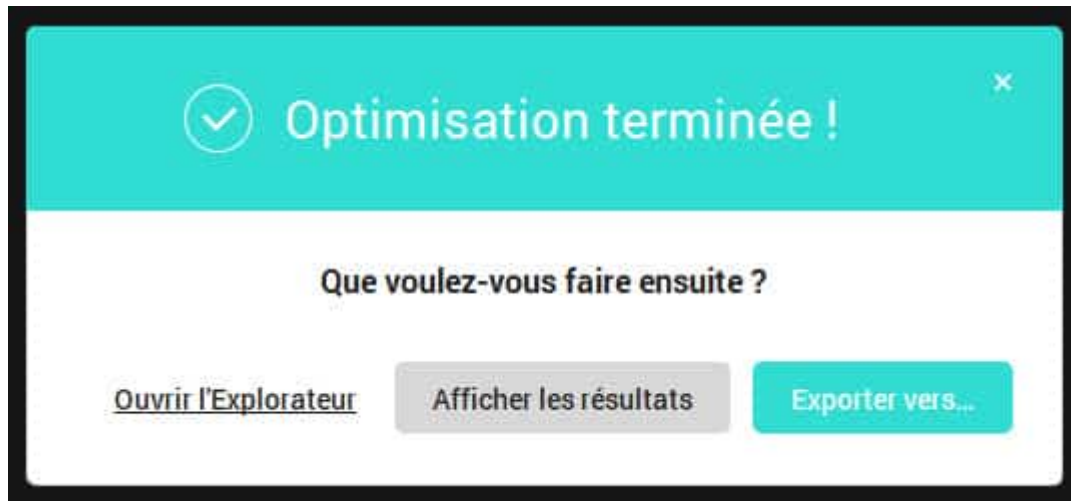 Optimisation terminée !
Que voulez-vous faire ensuite ?
Ouvrir l'Explorateur
Afficher les résultats
Exporter vers...